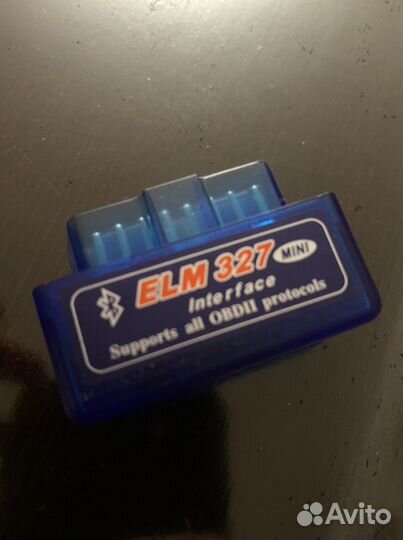 ELM 327 MINI
Interface
Supports all OBDII protocols
Avito